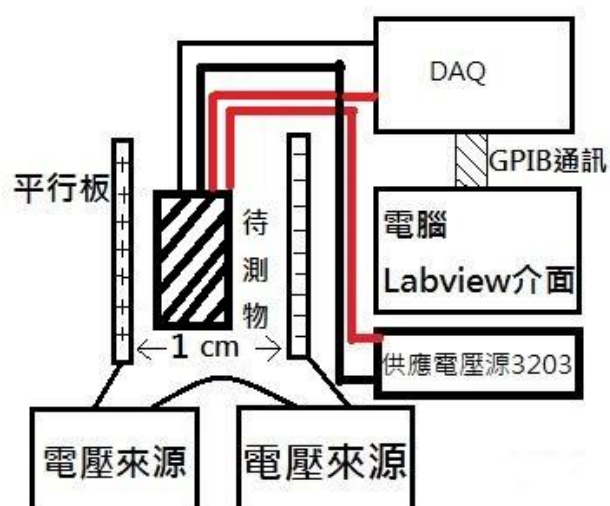 DAQ
GPIB通訊
平行板
待測物
電腦
Labview介面
1 cm
供應電壓源3203
電壓來源
電壓來源